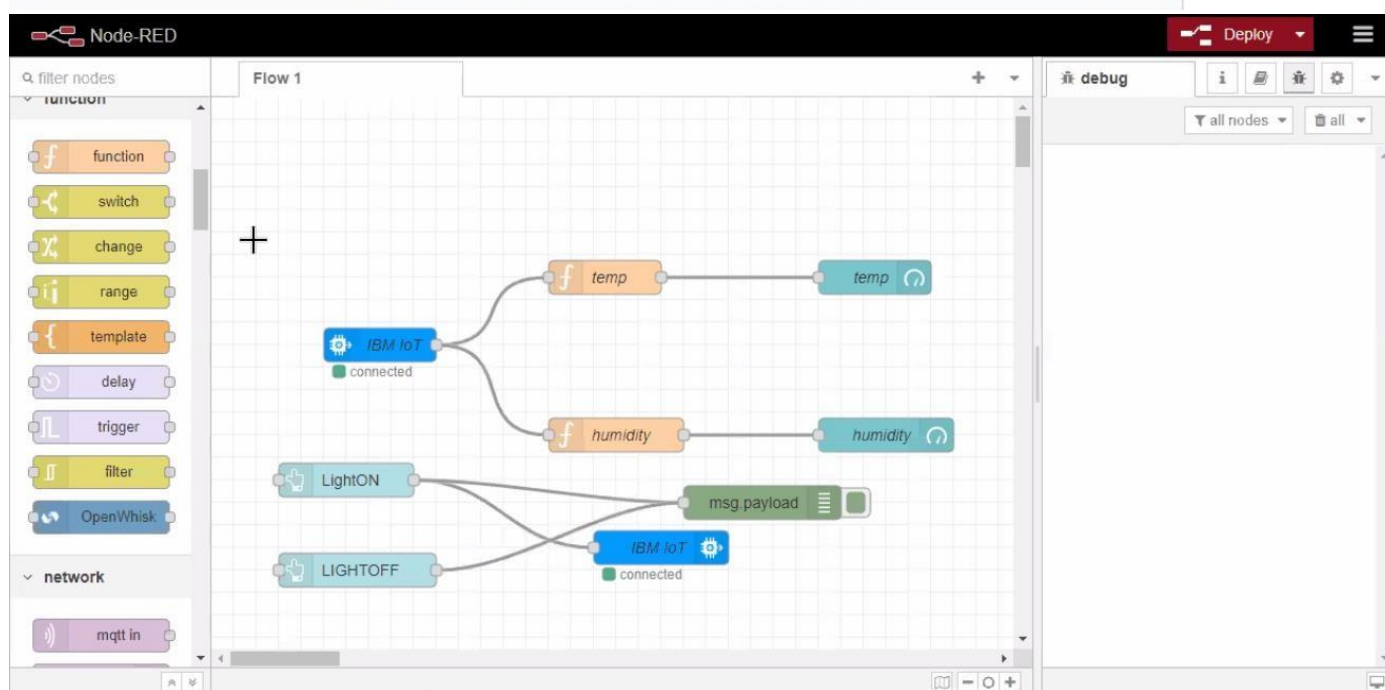 Node-RED
Deploy
filter nodes
Flow 1
debug
i
all nodes
all
function
function
switch
change
range
template
delay
trigger
filter
OpenWhisk
network
mqtt in
temp
temp
IBM IoT
connected
humidity
humidity
LightON
msg.payload
IBM IoT
connected
LIGHTOFF